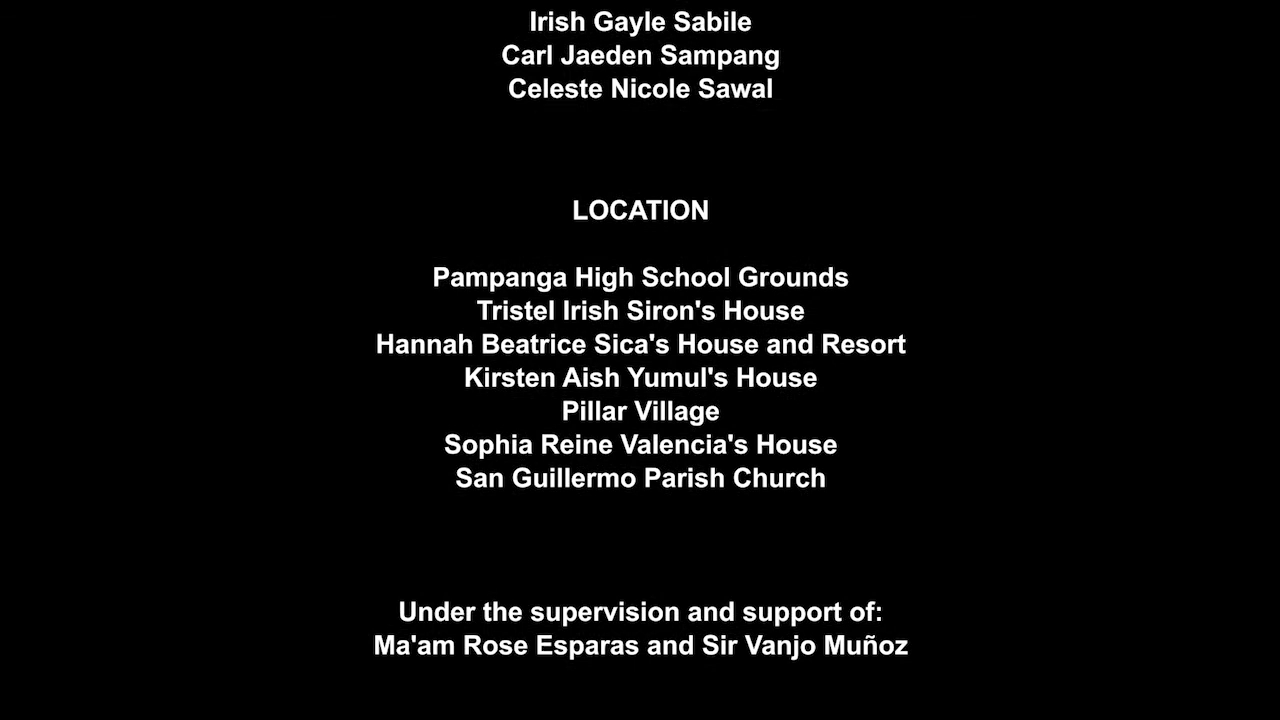 Irish Gayle Sabile
Carl Jaeden Sampang
Celeste Nicole Sawal
LOCATION
Pampanga High School Grounds
Tristel Irish Siron's House
Hannah Beatrice Sica's House and Resort
Kirsten Aish Yumul's House
Pillar Village
Sophia Reine Valencia's House
San Guillermo Parish Church
Under the supervision and support of:
Ma'am Rose Esparas and Sir Vanjo Muñoz